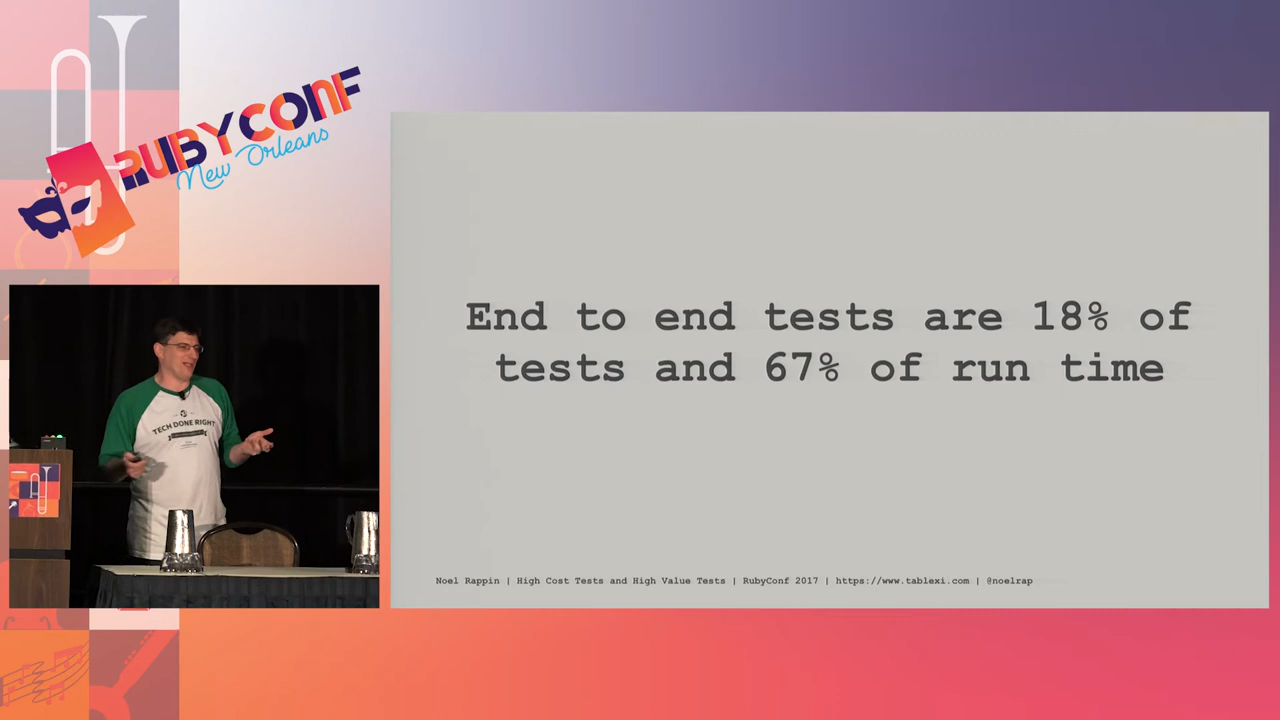 RUBYCONF
New Orleans
End to end tests are 18% of
tests and 67% of run time
TECH DONE RIGHT
Noel Rappin | High Cost Tests and High Value Tests | RubyConf 2017 | https://www.tablexi.com | @noelrap